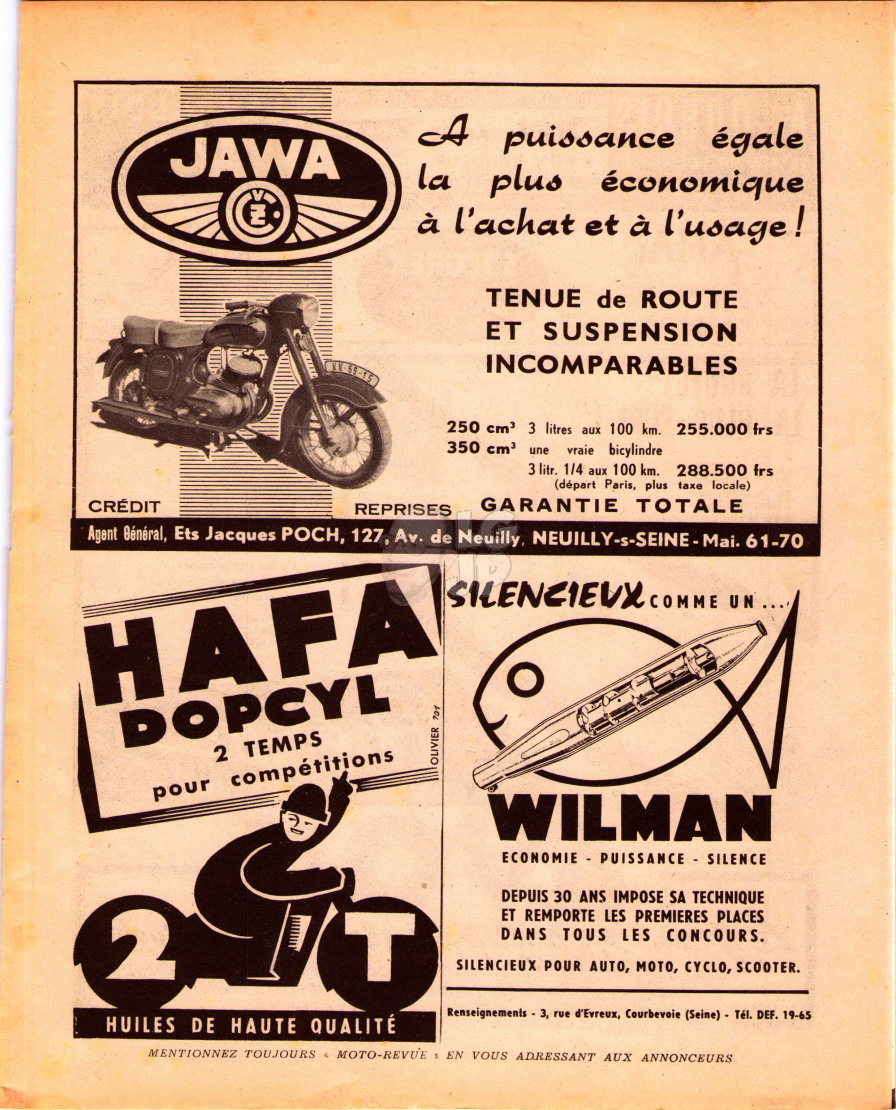 JAWA
CZ
A puissance égale
la plus économique
à l'achat et à l'usage !
TENUE de ROUTE
ET SUSPENSION
INCOMPARABLES
250 cm³ 3 litres aux 100 km. 255.000 frs
350 cm³ une vraie bicylindre
3 litr. 1/4 aux 100 km. 288.500 frs
(départ Paris, plus taxe locale)
CRÉDIT REPRISES GARANTIE TOTALE
Agent Général, Ets Jacques POCH, 127, Av. de Neuilly, NEUILLY-s-SEINE - Mai. 61-70
HAFA
DOPCYL
2 TEMPS
pour compétitions
OLIVIER 701
2 T
HUILES DE HAUTE QUALITÉ
SILENCIEUX COMME UN ...
WILMAN
ECONOMIE - PUISSANCE - SILENCE
DEPUIS 30 ANS IMPOSE SA TECHNIQUE
ET REMPORTE LES PREMIERES PLACES
DANS TOUS LES CONCOURS.
SILENCIEUX POUR AUTO, MOTO, CYCLO, SCOOTER.
Renseignements - 3, rue d'Evreux, Courbevoie (Seine) - Tél. DEF. 19-65
MENTIONNEZ TOUJOURS « MOTO-REVUE » EN VOUS ADRESSANT AUX ANNONCEURS